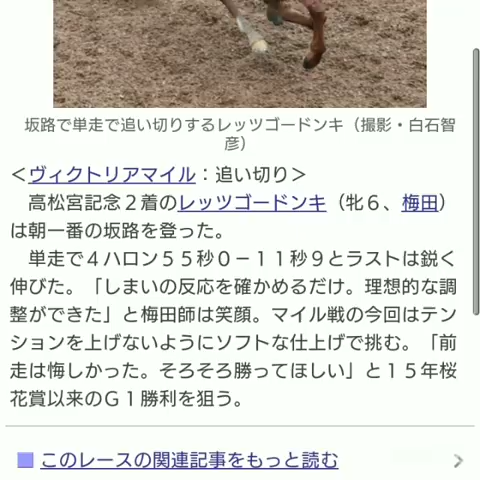 坂路で単走で追い切りするレッツゴードンキ（撮影・白石智
彦）
＜ヴィクトリアマイル：追い切り＞
　高松宮記念２着のレッツゴードンキ（牝６、梅田）
は朝一番の坂路を登った。
　単走で４ハロン５５秒０－１１秒９とラストは鋭く
伸びた。「しまいの反応を確かめるだけ。理想的な調
整ができた」と梅田師は笑顔。マイル戦の今回はテン
ションを上げないようにソフトな仕上げで挑む。「前
走は悔しかった。そろそろ勝ってほしい」と１５年桜
花賞以来のＧ１勝利を狙う。
このレースの関連記事をもっと読む